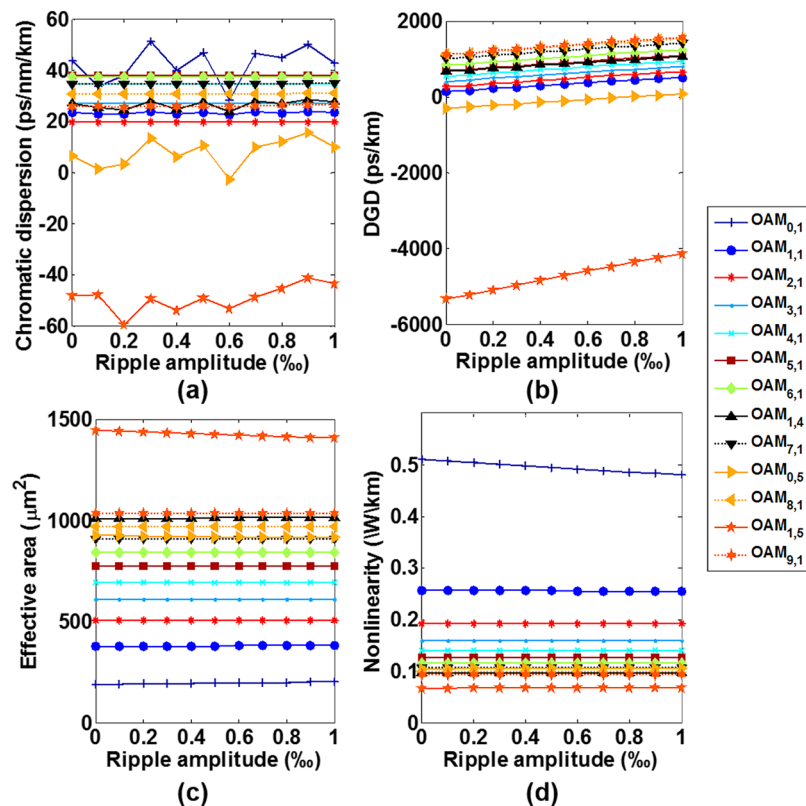 60
40
20
0
-20
-40
-60
Chromatic dispersion (ps/nm/km)
0 0.2 0.4 0.6 0.8 1
Ripple amplitude (‰)
(a)
2000
0
-2000
-4000
-6000
DGD (ps/km)
0 0.2 0.4 0.6 0.8 1
Ripple amplitude (‰)
(b)
1500
1000
500
0
Effective area (μm²)
0 0.2 0.4 0.6 0.8 1
Ripple amplitude (‰)
(c)
0.5
0.4
0.3
0.2
0.1
0
Nonlinearity (\W\km)
0 0.2 0.4 0.6 0.8 1
Ripple amplitude (‰)
(d)
OAM0,1
OAM1,1
OAM2,1
OAM3,1
OAM4,1
OAM5,1
OAM6,1
OAM1,4
OAM7,1
OAM0,5
OAM8,1
OAM1,5
OAM9,1